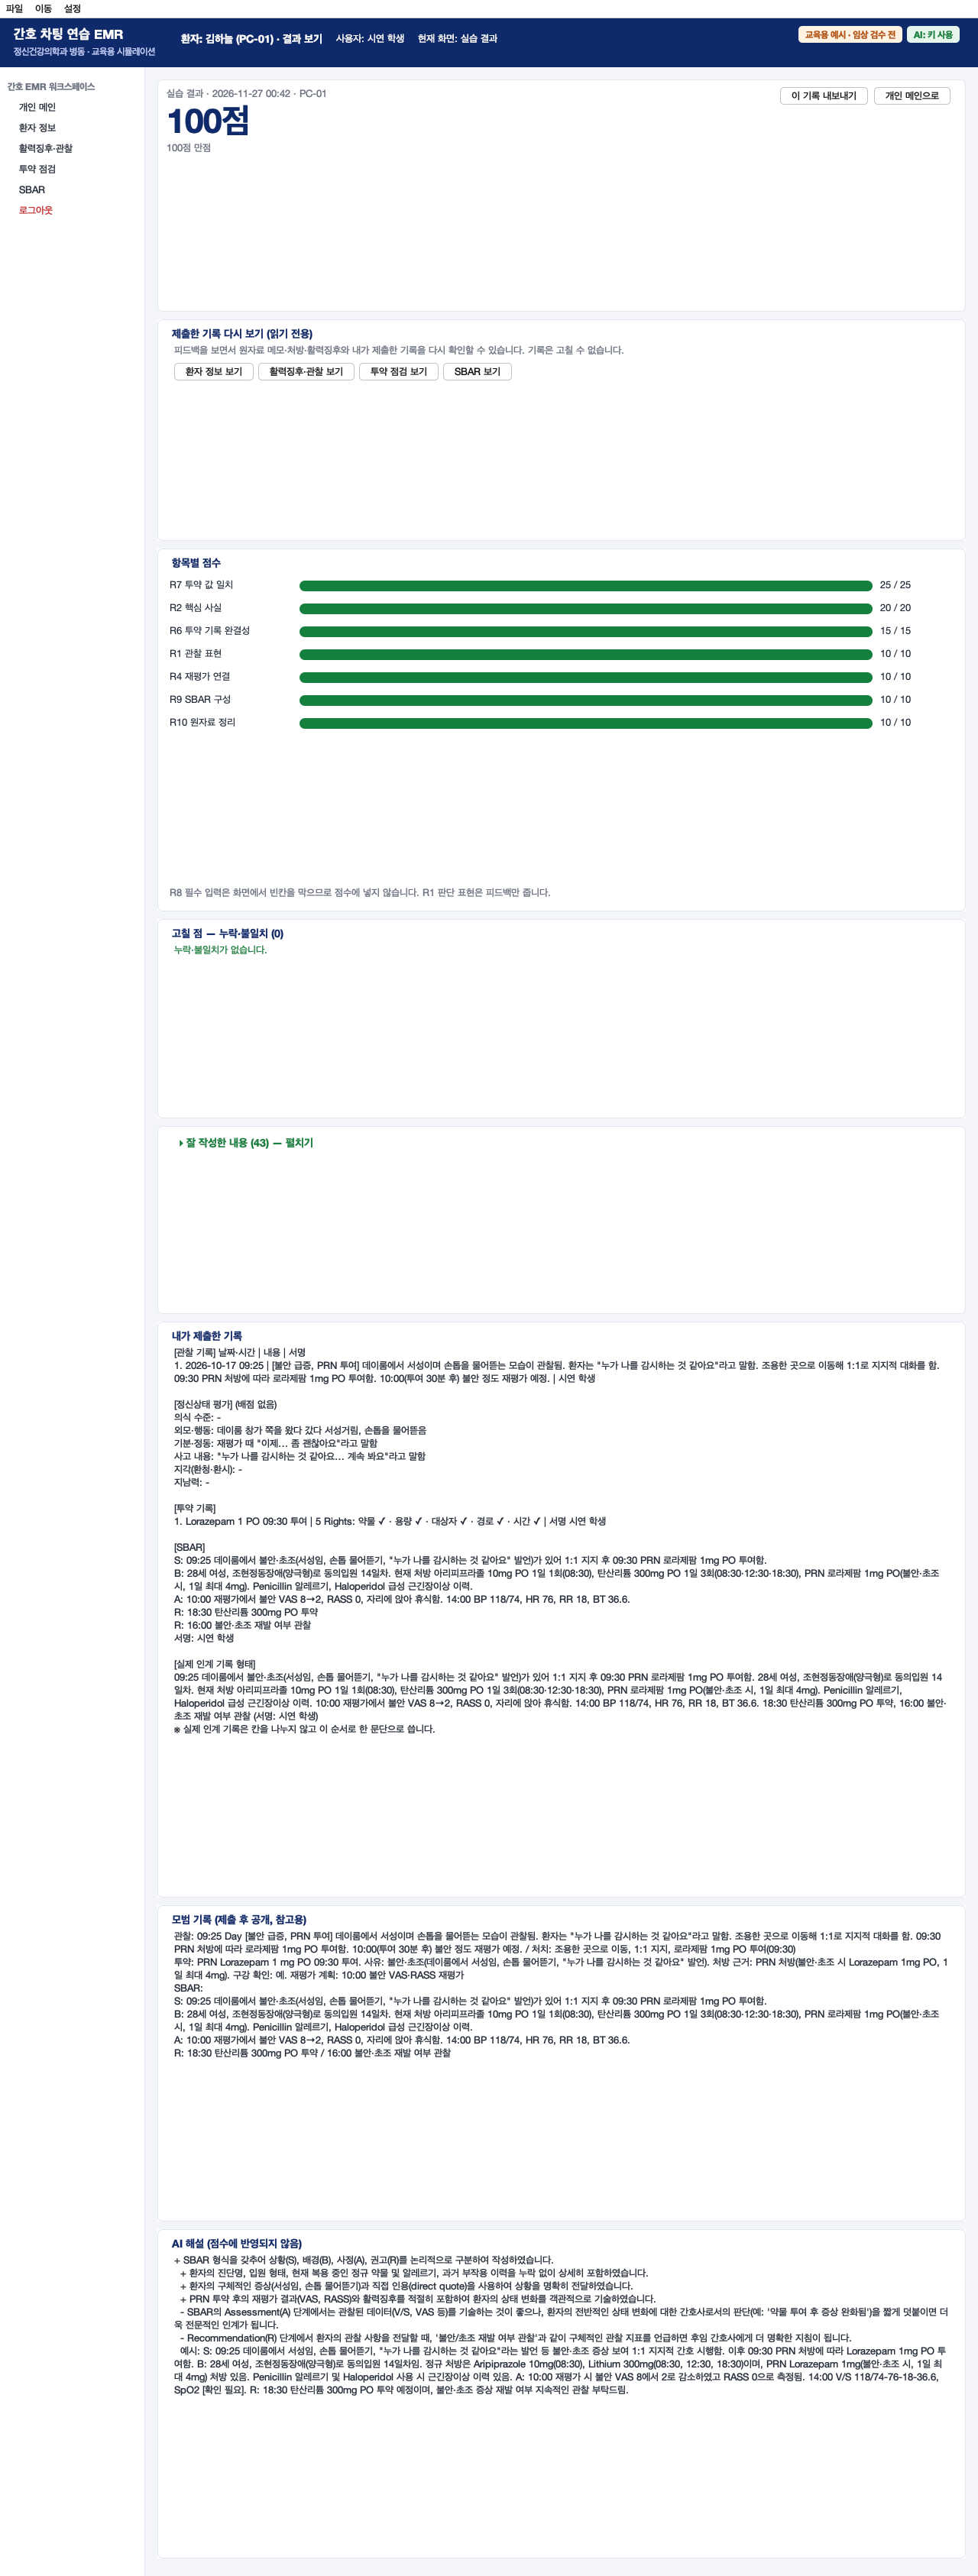 파일 이동 설정
간호 차팅 연습 EMR
정신건강의학과 병동 · 교육용 시뮬레이션
환자: 김하늘 (PC-01) · 결과 보기 사용자: 시연 학생 현재 화면: 실습 결과
교육용 예시 · 임상 검수 전 AI: 키 사용
간호 EMR 워크스페이스
개인 메인
환자 정보
활력징후·관찰
투약 점검
SBAR
로그아웃
실습 결과 · 2026-11-27 00:42 · PC-01
이 기록 내보내기 개인 메인으로
100점
100점 만점
제출한 기록 다시 보기 (읽기 전용)
피드백을 보면서 원자료 메모·처방·활력징후와 내가 제출한 기록을 다시 확인할 수 있습니다. 기록은 고칠 수 없습니다.
환자 정보 보기 활력징후·관찰 보기 투약 점검 보기 SBAR 보기
항목별 점수
R7 투약 값 일치 25 / 25
R2 핵심 사실 20 / 20
R6 투약 기록 완결성 15 / 15
R1 관찰 표현 10 / 10
R4 재평가 연결 10 / 10
R9 SBAR 구성 10 / 10
R10 원자료 정리 10 / 10
R8 필수 입력은 화면에서 빈칸을 막으므로 점수에 넣지 않습니다. R1 판단 표현은 피드백만 줍니다.
고칠 점 — 누락·불일치 (0)
누락·불일치가 없습니다.
잘 작성한 내용 (43) — 펼치기
내가 제출한 기록
[관찰 기록] 날짜·시간 | 내용 | 서명
1. 2026-10-17 09:25 | [불안 급증, PRN 투여] 데이룸에서 서성이며 손톱을 물어뜯는 모습이 관찰됨. 환자는 "누가 나를 감시하는 것 같아요"라고 말함. 조용한 곳으로 이동해 1:1로 지지적 대화를 함.
09:30 PRN 처방에 따라 로라제팜 1mg PO 투여함. 10:00(투여 30분 후) 불안 정도 재평가 예정. | 시연 학생
[정신상태 평가] (배점 없음)
의식 수준: -
외모·행동: 데이룸 창가 쪽을 왔다 갔다 서성거림, 손톱을 물어뜯음
기분·정동: 재평가 때 "이제… 좀 괜찮아요"라고 말함
사고 내용: "누가 나를 감시하는 것 같아요… 계속 봐요"라고 말함
지각(환청·환시): -
지남력: -
[투약 기록]
1. Lorazepam 1 PO 09:30 투여 | 5 Rights: 약물 ✓ · 용량 ✓ · 대상자 ✓ · 경로 ✓ · 시간 ✓ | 서명 시연 학생
[SBAR]
S: 09:25 데이룸에서 불안·초조(서성임, 손톱 물어뜯기, "누가 나를 감시하는 것 같아요" 발언)가 있어 1:1 지지 후 09:30 PRN 로라제팜 1mg PO 투여함.
B: 28세 여성, 조현정동장애(양극형)로 동의입원 14일차. 현재 처방 아리피프라졸 10mg PO 1일 1회(08:30), 탄산리튬 300mg PO 1일 3회(08:30·12:30·18:30), PRN 로라제팜 1mg PO(불안·초조
시, 1일 최대 4mg). Penicillin 알레르기, Haloperidol 급성 근긴장이상 이력.
A: 10:00 재평가에서 불안 VAS 8→2, RASS 0, 자리에 앉아 휴식함. 14:00 BP 118/74, HR 76, RR 18, BT 36.6.
R: 18:30 탄산리튬 300mg PO 투약
R: 16:00 불안·초조 재발 여부 관찰
서명: 시연 학생
[실제 인계 기록 형태]
09:25 데이룸에서 불안·초조(서성임, 손톱 물어뜯기, "누가 나를 감시하는 것 같아요" 발언)가 있어 1:1 지지 후 09:30 PRN 로라제팜 1mg PO 투여함. 28세 여성, 조현정동장애(양극형)로 동의입원 14
일차. 현재 처방 아리피프라졸 10mg PO 1일 1회(08:30), 탄산리튬 300mg PO 1일 3회(08:30·12:30·18:30), PRN 로라제팜 1mg PO(불안·초조 시, 1일 최대 4mg). Penicillin 알레르기,
Haloperidol 급성 근긴장이상 이력. 10:00 재평가에서 불안 VAS 8→2, RASS 0, 자리에 앉아 휴식함. 14:00 BP 118/74, HR 76, RR 18, BT 36.6. 18:30 탄산리튬 300mg PO 투약, 16:00 불안·
초조 재발 여부 관찰 (서명: 시연 학생)
※ 실제 인계 기록은 칸을 나누지 않고 이 순서로 한 문단으로 씁니다.
모범 기록 (제출 후 공개, 참고용)
관찰: 09:25 Day [불안 급증, PRN 투여] 데이룸에서 서성이며 손톱을 물어뜯는 모습이 관찰됨. 환자는 "누가 나를 감시하는 것 같아요"라고 말함. 조용한 곳으로 이동해 1:1로 지지적 대화를 함. 09:30
PRN 처방에 따라 로라제팜 1mg PO 투여함. 10:00(투여 30분 후) 불안 정도 재평가 예정. / 처치: 조용한 곳으로 이동, 1:1 지지, 로라제팜 1mg PO 투여(09:30)
투약: PRN Lorazepam 1 mg PO 09:30 투여. 사유: 불안·초조(데이룸에서 서성임, 손톱 물어뜯기, "누가 나를 감시하는 것 같아요" 발언). 처방 근거: PRN 처방(불안·초조 시 Lorazepam 1mg PO, 1
일 최대 4mg). 구강 확인: 예. 재평가 계획: 10:00 불안 VAS·RASS 재평가
SBAR:
S: 09:25 데이룸에서 불안·초조(서성임, 손톱 물어뜯기, "누가 나를 감시하는 것 같아요" 발언)가 있어 1:1 지지 후 09:30 PRN 로라제팜 1mg PO 투여함.
B: 28세 여성, 조현정동장애(양극형)로 동의입원 14일차. 현재 처방 아리피프라졸 10mg PO 1일 1회(08:30), 탄산리튬 300mg PO 1일 3회(08:30·12:30·18:30), PRN 로라제팜 1mg PO(불안·초조
시, 1일 최대 4mg). Penicillin 알레르기, Haloperidol 급성 근긴장이상 이력.
A: 10:00 재평가에서 불안 VAS 8→2, RASS 0, 자리에 앉아 휴식함. 14:00 BP 118/74, HR 76, RR 18, BT 36.6.
R: 18:30 탄산리튬 300mg PO 투약 / 16:00 불안·초조 재발 여부 관찰
AI 해설 (점수에 반영되지 않음)
+ SBAR 형식을 갖추어 상황(S), 배경(B), 사정(A), 권고(R)를 논리적으로 구분하여 작성하였습니다.
+ 환자의 진단명, 입원 형태, 현재 복용 중인 정규 약물 및 알레르기, 과거 부작용 이력을 누락 없이 상세히 포함하였습니다.
+ 환자의 구체적인 증상(서성임, 손톱 물어뜯기)과 직접 인용(direct quote)을 사용하여 상황을 명확히 전달하였습니다.
+ PRN 투약 후의 재평가 결과(VAS, RASS)와 활력징후를 적절히 포함하여 환자의 상태 변화를 객관적으로 기술하였습니다.
- SBAR의 Assessment(A) 단계에서는 관찰된 데이터(V/S, VAS 등)를 기술하는 것이 좋으나, 환자의 전반적인 상태 변화에 대한 간호사로서의 판단(예: '약물 투여 후 증상 완화됨')을 짧게 덧붙이면 더
욱 전문적인 인계가 됩니다.
- Recommendation(R) 단계에서 환자의 관찰 사항을 전달할 때, '불안/초조 재발 여부 관찰'과 같이 구체적인 관찰 지표를 언급하면 후임 간호사에게 더 명확한 지침이 됩니다.
예시: S: 09:25 데이룸에서 서성임, 손톱 물어뜯기, "누가 나를 감시하는 것 같아요"라는 발언 등 불안·초조 증상 보여 1:1 지지적 간호 시행함. 이후 09:30 PRN 처방에 따라 Lorazepam 1mg PO 투
여함. B: 28세 여성, 조현정동장애(양극형)로 동의입원 14일차임. 정규 처방은 Aripiprazole 10mg(08:30), Lithium 300mg(08:30, 12:30, 18:30)이며, PRN Lorazepam 1mg(불안·초조 시, 1일 최
대 4mg) 처방 있음. Penicillin 알레르기 및 Haloperidol 사용 시 급성 근긴장이상 이력 있음. A: 10:00 재평가 시 불안 VAS 8에서 2로 감소하였고 RASS 0으로 측정됨. 14:00 V/S 118/74-76-18-36.6,
SpO2 [확인 필요]. R: 18:30 탄산리튬 300mg PO 투약 예정이며, 불안·초조 증상 재발 여부 지속적인 관찰 부탁드림.